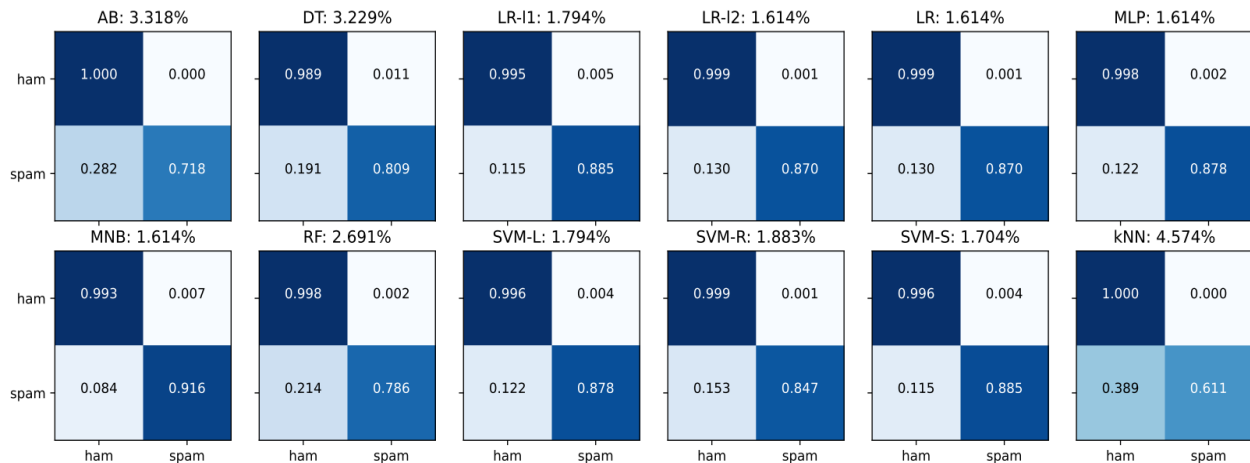 AB: 3.318% DT: 3.229% LR-l1: 1.794% LR-l2: 1.614% LR: 1.614% MLP: 1.614%
ham 1.000 0.000 0.989 0.011 0.995 0.005 0.999 0.001 0.999 0.001 0.998 0.002
spam 0.282 0.718 0.191 0.809 0.115 0.885 0.130 0.870 0.130 0.870 0.122 0.878
MNB: 1.614% RF: 2.691% SVM-L: 1.794% SVM-R: 1.883% SVM-S: 1.704% kNN: 4.574%
ham 0.993 0.007 0.998 0.002 0.996 0.004 0.999 0.001 0.996 0.004 1.000 0.000
spam 0.084 0.916 0.214 0.786 0.122 0.878 0.153 0.847 0.115 0.885 0.389 0.611
ham spam ham spam ham spam ham spam ham spam ham spam